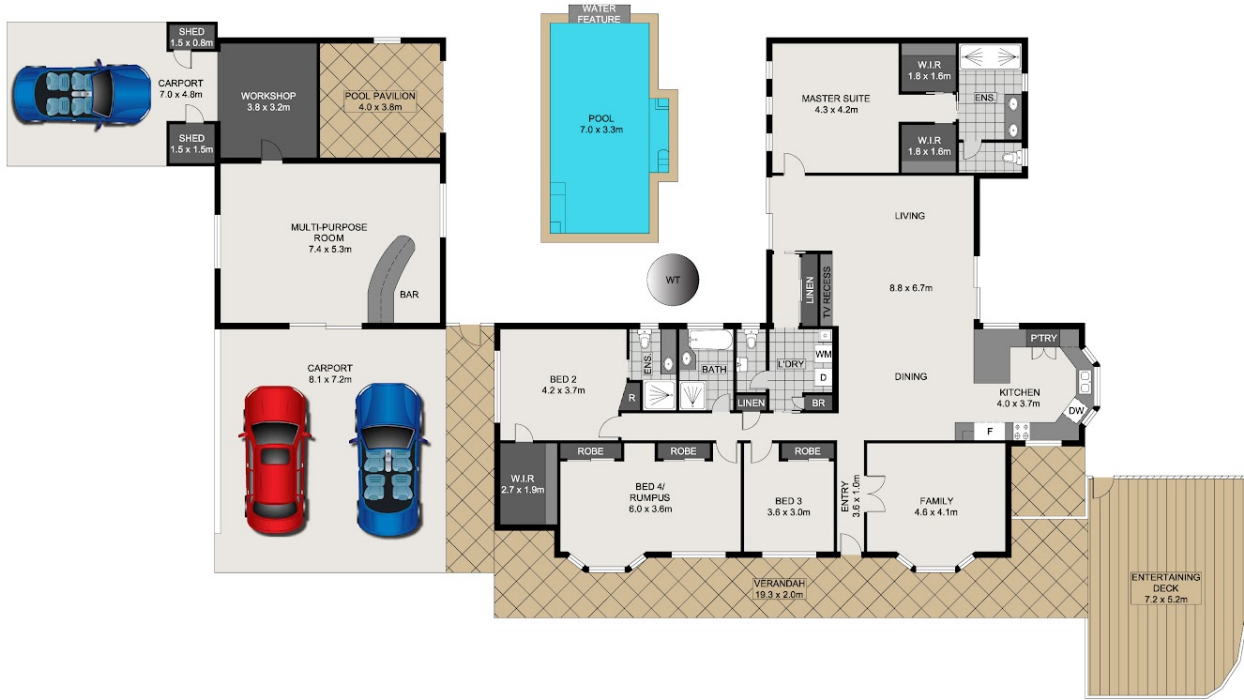 WATER
FEATURE
SHED
1.5 x 0.8m
CARPORT
7.0 x 4.8m
SHED
1.5 x 1.5m
WORKSHOP
3.8 x 3.2m
POOL PAVILION
4.0 x 3.8m
POOL
7.0 x 3.3m
MASTER SUITE
4.3 x 4.2m
W.I.R
1.8 x 1.6m
ENS.
W.I.R
1.8 x 1.6m
MULTI-PURPOSE
ROOM
7.4 x 5.3m
BAR
WT
LIVING
8.8 x 6.7m
LINEN
TV RECESS
DINING
CARPORT
8.1 x 7.2m
BED 2
4.2 x 3.7m
ENS.
R
BATH
LINEN
L'DRY
WM
D
BR
P'TRY
KITCHEN
4.0 x 3.7m
DW
F
W.I.R
2.7 x 1.9m
ROBE
ROBE
BED 4/
RUMPUS
6.0 x 3.6m
ROBE
BED 3
3.6 x 3.0m
ENTRY
3.6 x 1.0m
FAMILY
4.6 x 4.1m
VERANDAH
19.3 x 2.0m
ENTERTAINING
DECK
7.2 x 5.2m